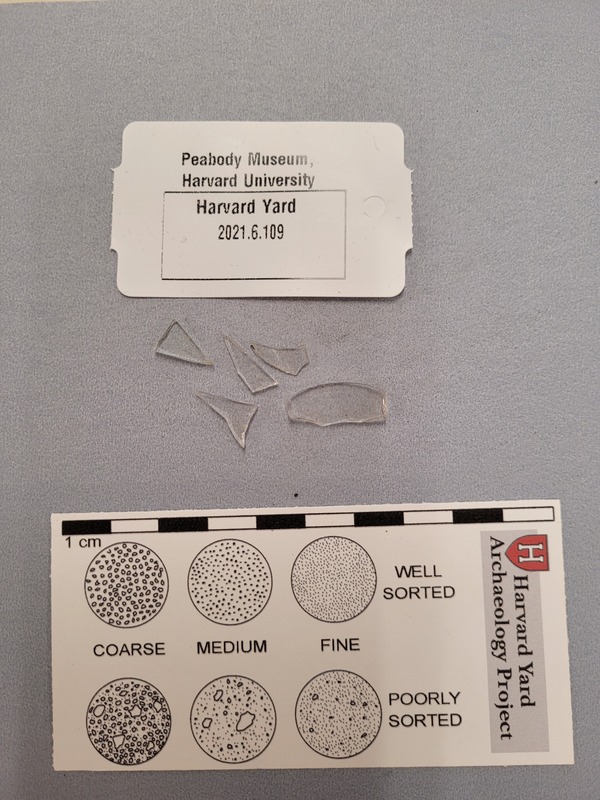 Peabody Museum,
Harvard University
Harvard Yard
2021.6.109
1 cm
WELL
SORTED
COARSE MEDIUM FINE
POORLY
SORTED
H
Harvard Yard
Archaeology Project